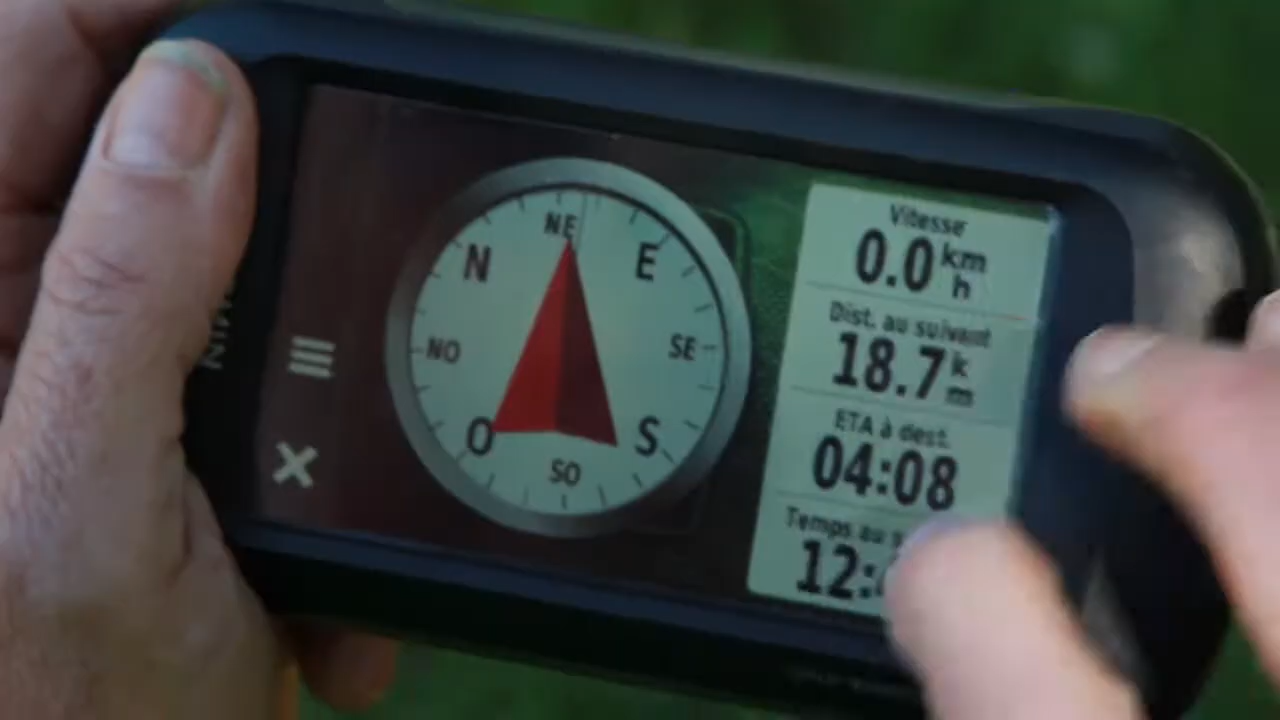 NE
N
E
NO
SE
O
S
SO
Vitesse
0.0 km/h
Dist. au suivant
18.7 km
ETA à dest.
04:08
Temps au
12: